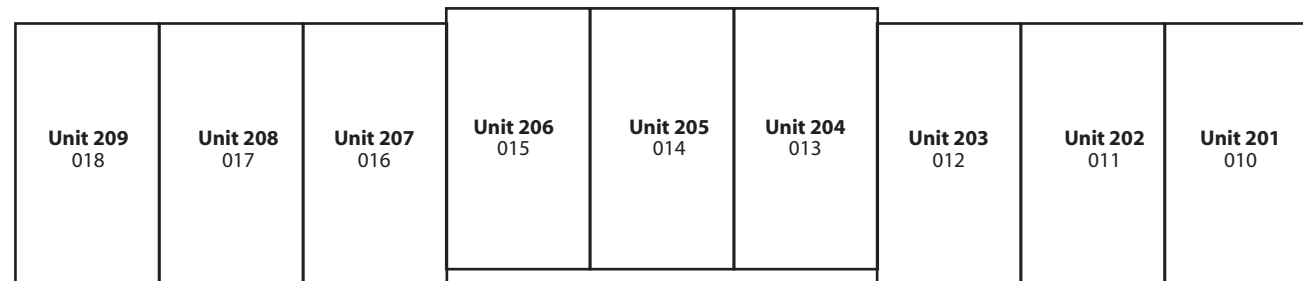 Unit 209
018
Unit 208
017
Unit 207
016
Unit 206
015
Unit 205
014
Unit 204
013
Unit 203
012
Unit 202
011
Unit 201
010